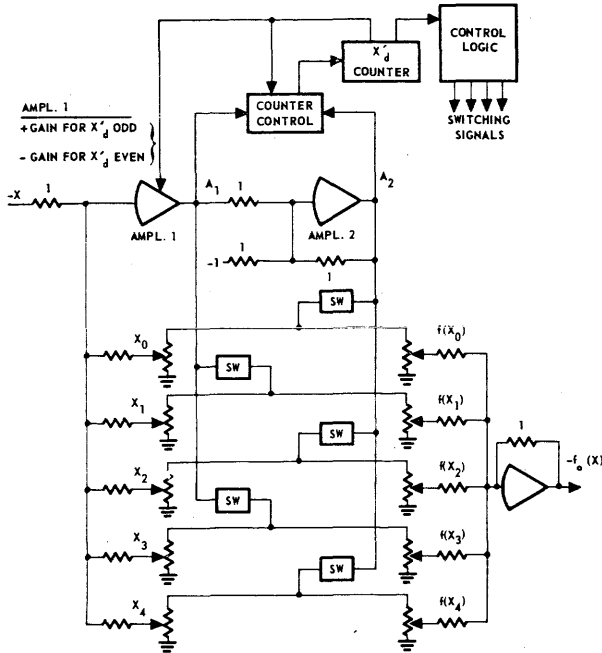 X'd
COUNTER
CONTROL
LOGIC
COUNTER
CONTROL
SWITCHING
SIGNALS
AMPL. 1
+ GAIN FOR X'd ODD
- GAIN FOR X'd EVEN
-X
1
AMPL. 1
A1
1
A2
AMPL. 2
-1
1
1
SW
X0
f(X0)
SW
X1
f(X1)
SW
1
X2
f(X2)
-fo(X)
SW
X3
f(X3)
SW
X4
f(X4)